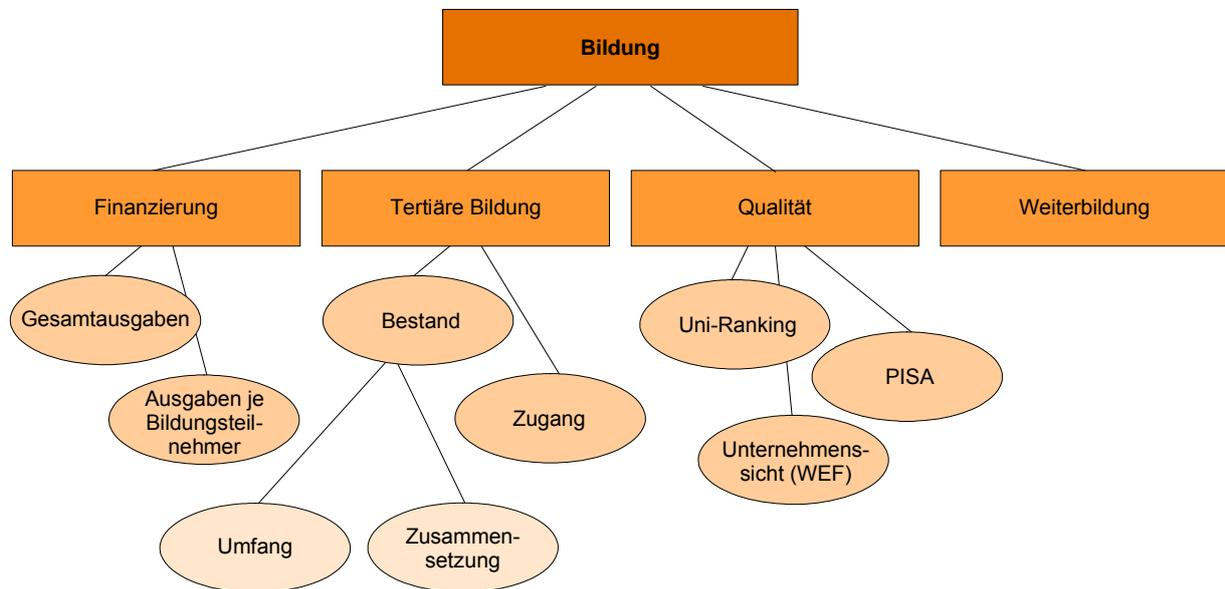 Bildung
Finanzierung
Tertiäre Bildung
Qualität
Weiterbildung
Gesamtausgaben
Bestand
Uni-Ranking
PISA
Ausgaben je
Bildungsteil-
nehmer
Zugang
Unternehmens-
sicht (WEF)
Umfang
Zusammen-
setzung